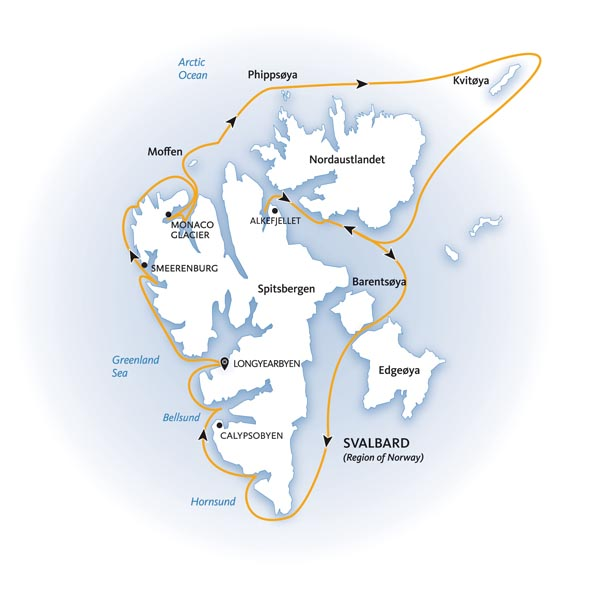 Arctic
Ocean
Phippsøya
Kvitøya
Moffen
Nordaustlandet
MONACO
GLACIER
ALKEFJELLET
SMEERENBURG
Spitsbergen
Barentsøya
Greenland
Sea
LONGYEARBYEN
Edgeøya
Bellsund
CALYPSOBYEN
SVALBARD
(Region of Norway)
Hornsund